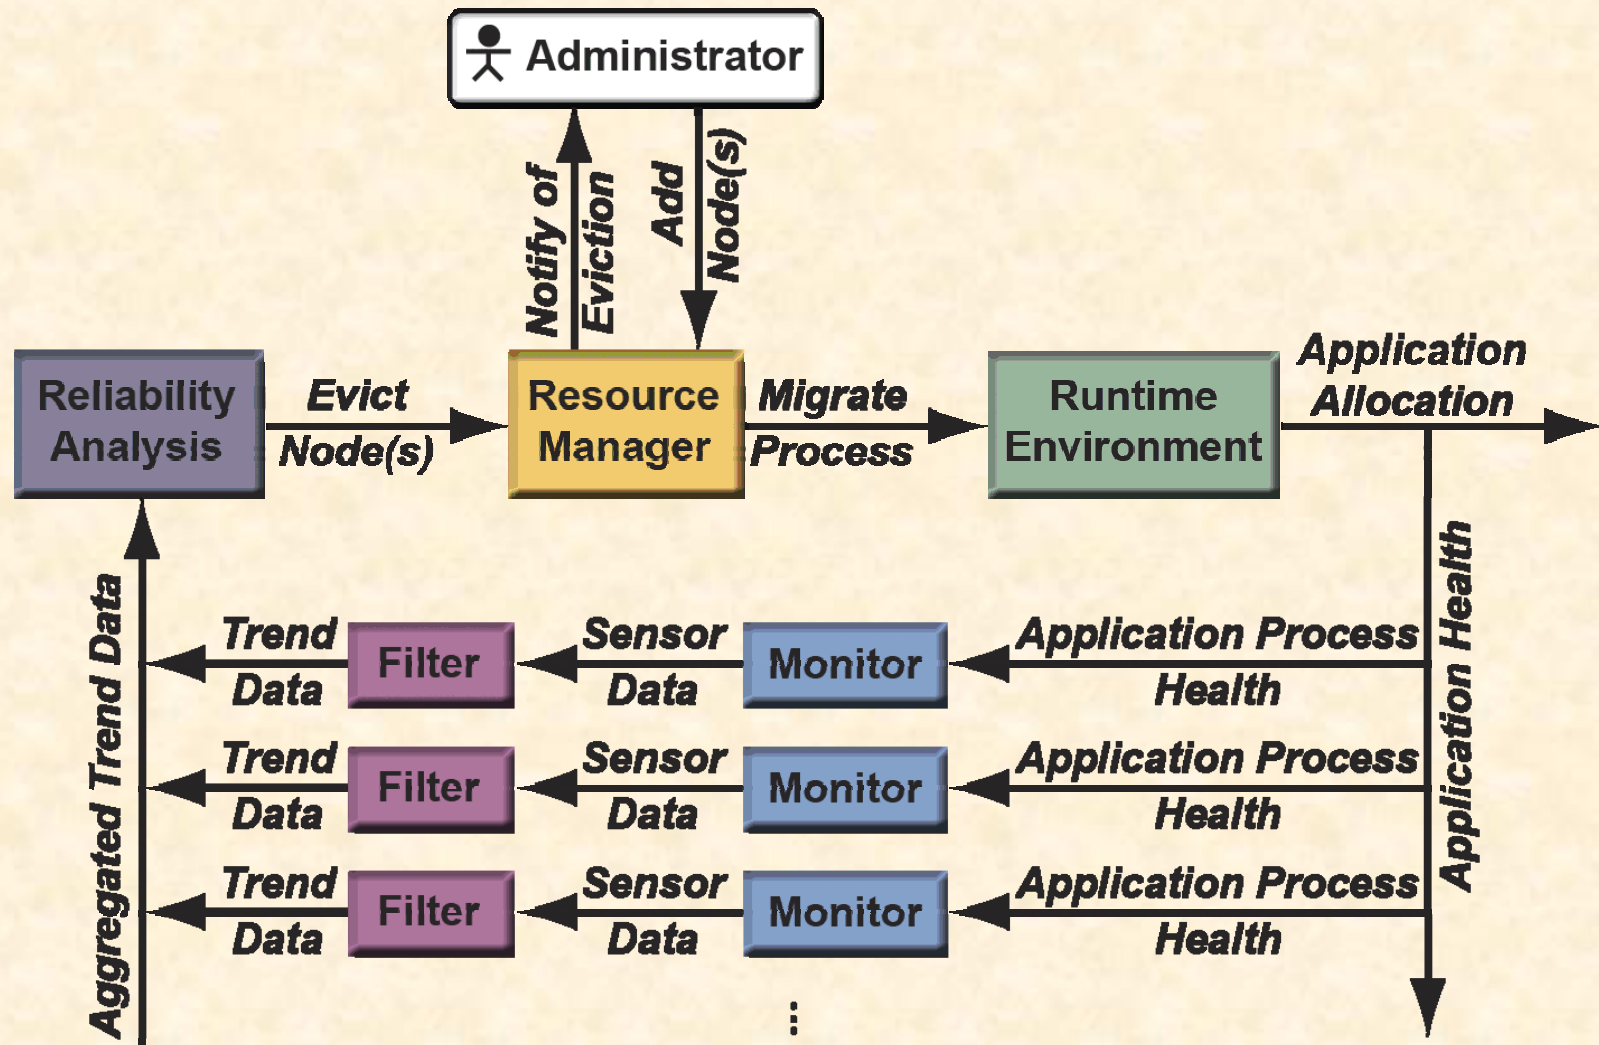 Administrator
Notify of
Eviction
Add
Node(s)
Reliability
Analysis
Evict
Node(s)
Resource
Manager
Migrate
Process
Runtime
Environment
Application
Allocation
Aggregated Trend Data
Application Health
Trend
Data
Filter
Sensor
Data
Monitor
Application Process
Health
Trend
Data
Filter
Sensor
Data
Monitor
Application Process
Health
Trend
Data
Filter
Sensor
Data
Monitor
Application Process
Health
...